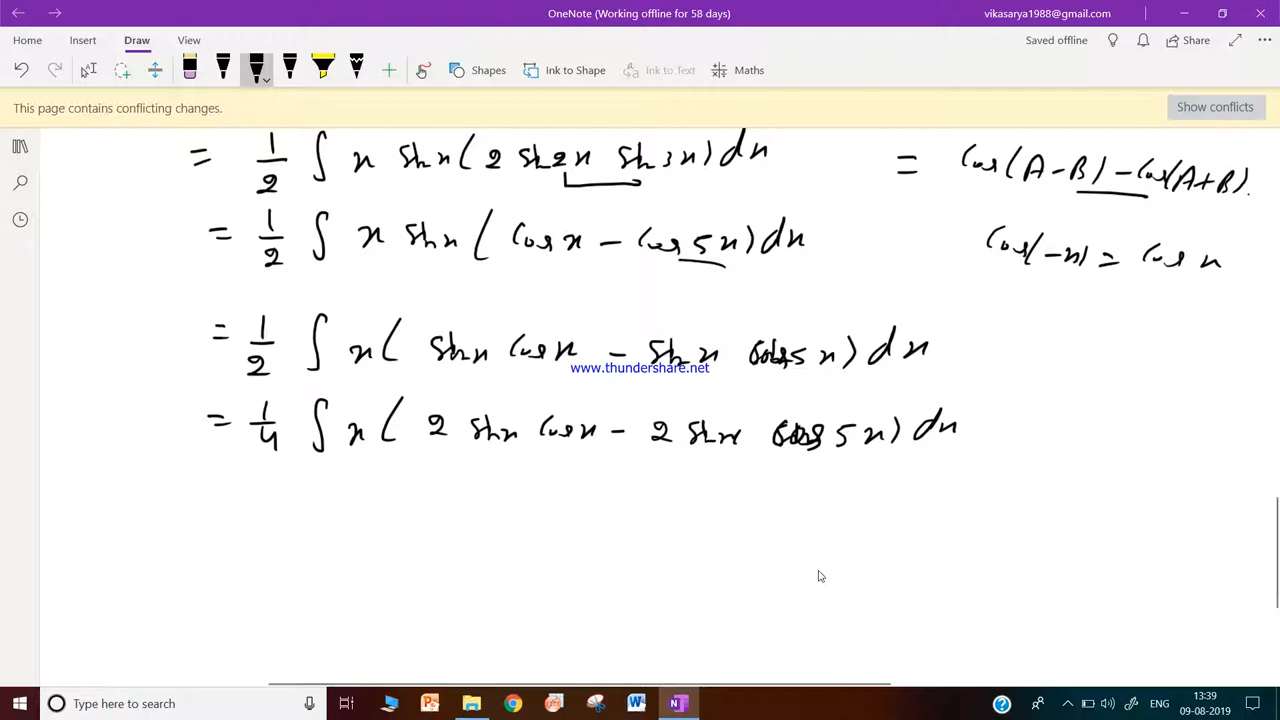 OneNote (Working offline for 58 days)
vikasarya1988@gmail.com
Home Insert Draw View
Saved offline
Share
Shapes
Ink to Shape
Ink to Text
Maths
This page contains conflicting changes.
Show conflicts
= 1/2 ∫ x sin x ( 2 sin 2x sin 3x) dx
= cos(A-B) - cos(A+B).
= 1/2 ∫ x sin x ( cos x - cos 5x) dx
cos(-x) = cos x
= 1/2 ∫ x ( sin x cos x - sin x cos 5x) dx
www.thundershare.net
= 1/4 ∫ x ( 2 sin x cos x - 2 sin x cos 5x) dx
Type here to search
ENG
13:39
09-08-2019